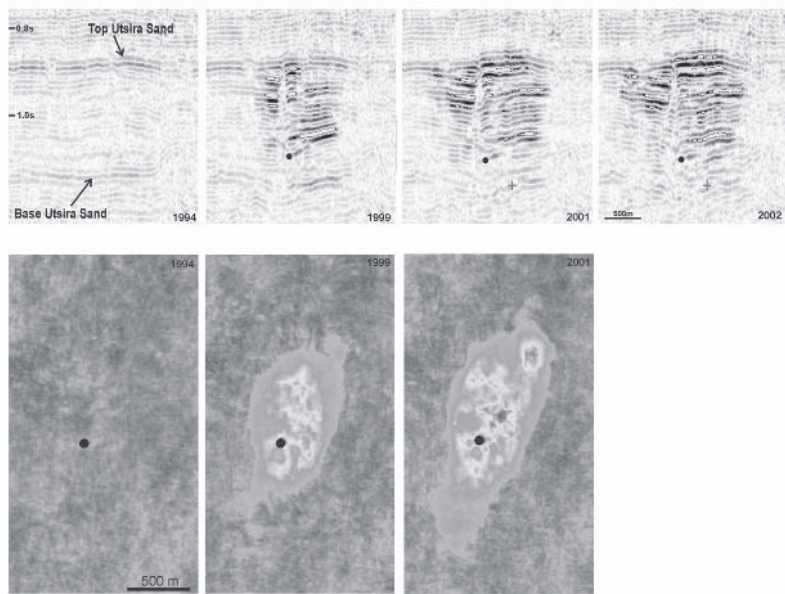 0.8s
Top Utsira Sand
1.0s
Base Utsira Sand
1994
1999
2001
500m
2002
1994
1999
2001
500 m